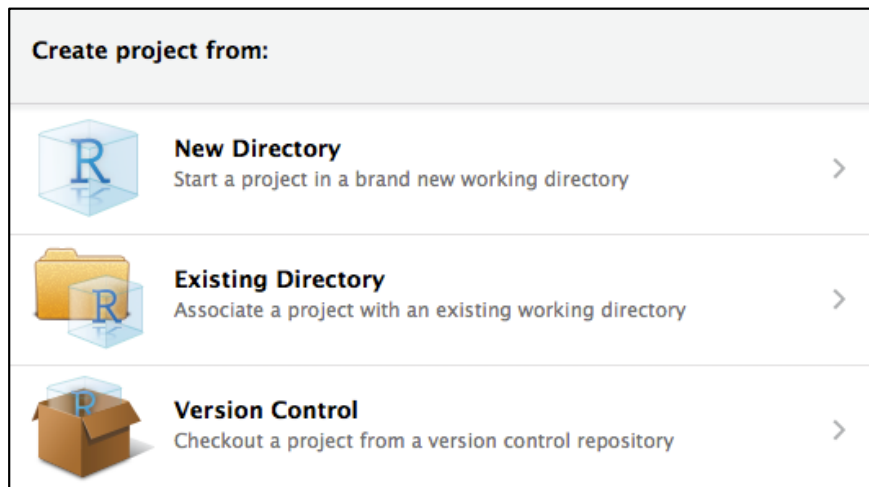 Create project from:
R
New Directory
Start a project in a brand new working directory
R
Existing Directory
Associate a project with an existing working directory
R
Version Control
Checkout a project from a version control repository